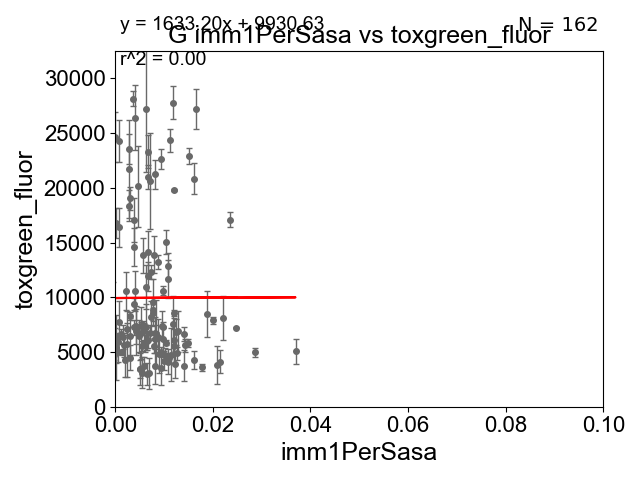 y = 1633.20x + 9930.63
N = 162
G imm1PerSasa vs toxgreen_fluor
r^2 = 0.00
30000
25000
20000
15000
10000
5000
0
toxgreen_fluor
0.00 0.02 0.04 0.06 0.08 0.10
imm1PerSasa